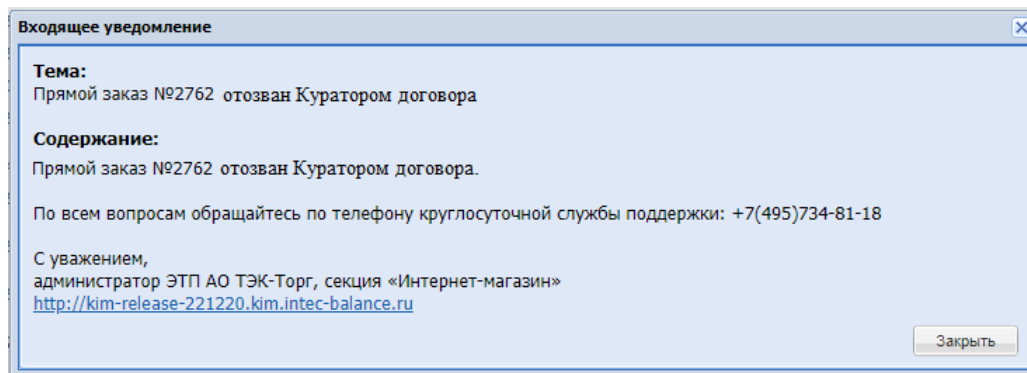 Входящее уведомление
Тема:
Прямой заказ №2762 отозван Куратором договора
Содержание:
Прямой заказ №2762 отозван Куратором договора.
По всем вопросам обращайтесь по телефону круглосуточной службы поддержки: +7(495)734-81-18
С уважением,
администратор ЭТП АО ТЭК-Торг, секция «Интернет-магазин»
http://kim-release-221220.kim.intec-balance.ru
Закрыть